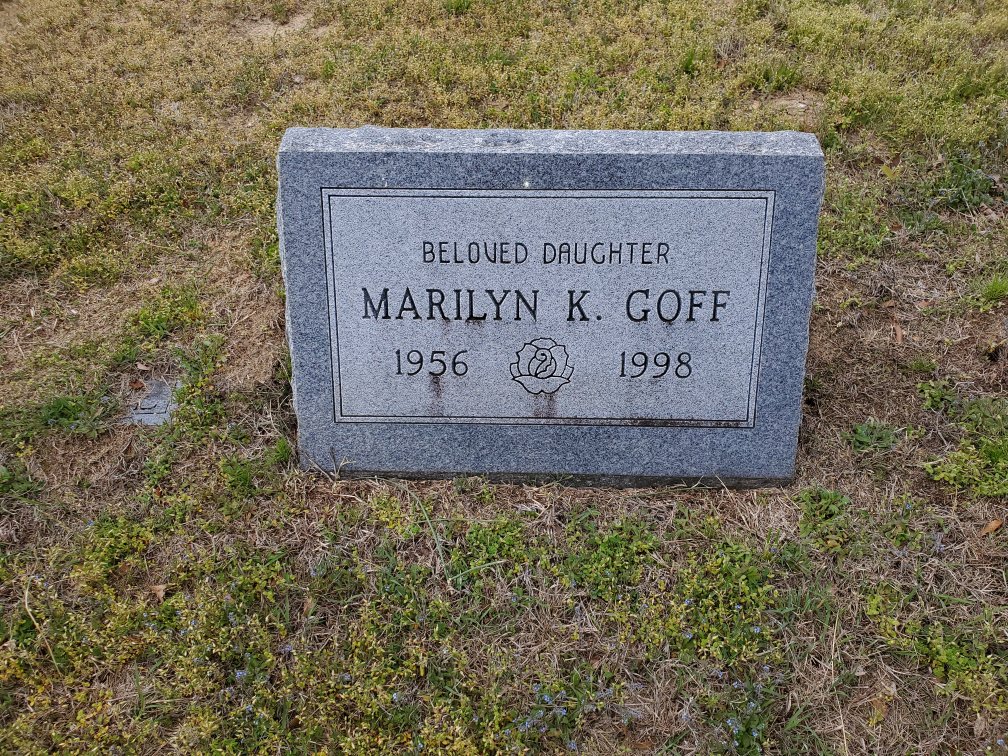 BELOVED DAUGHTER
MARILYN K. GOFF
1956 1998